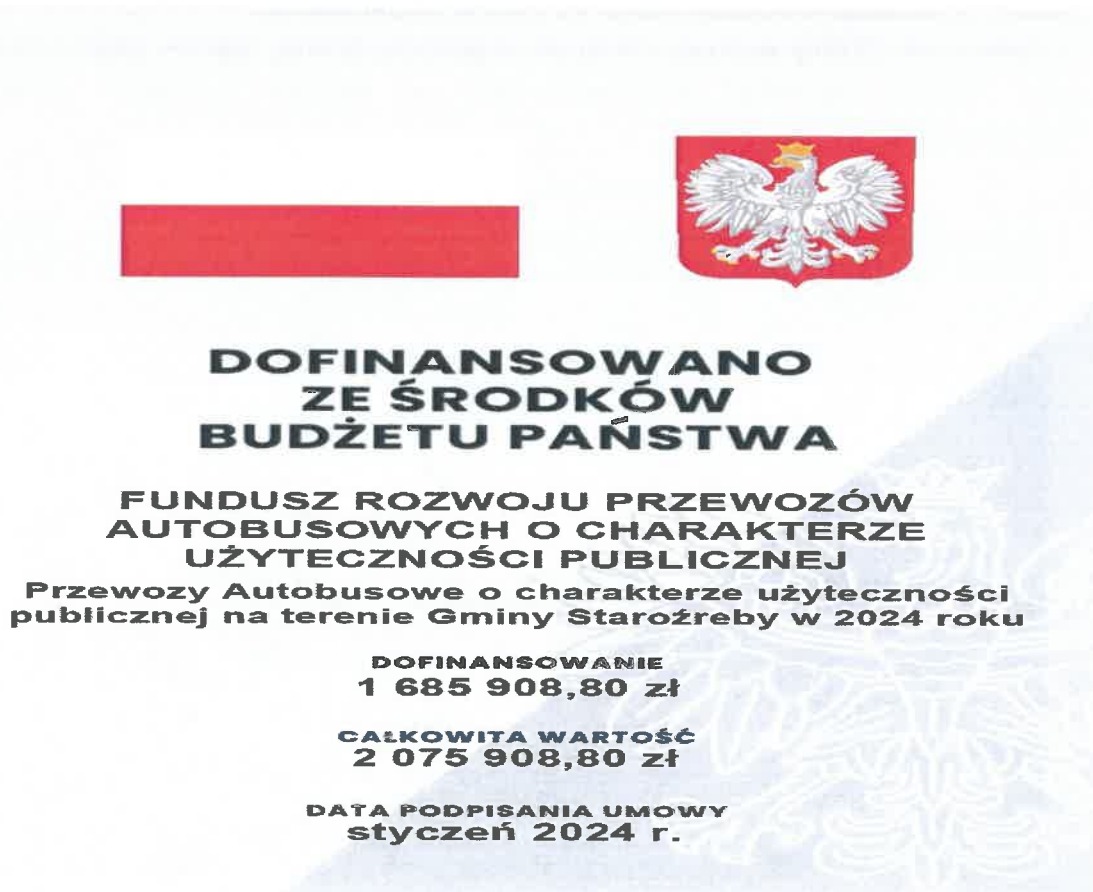 DOFINANSOWANO
ZE ŚRODKÓW
BUDŻETU PAŃSTWA
FUNDUSZ ROZWOJU PRZEWOZÓW
AUTOBUSOWYCH O CHARAKTERZE
UŻYTECZNOŚCI PUBLICZNEJ
Przewozy Autobusowe o charakterze użyteczności
publicznej na terenie Gminy Staroźreby w 2024 roku
DOFINANSOWANIE
1 685 908,80 zł
CAŁKOWITA WARTOŚĆ
2 075 908,80 zł
DATA PODPISANIA UMOWY
styczeń 2024 r.